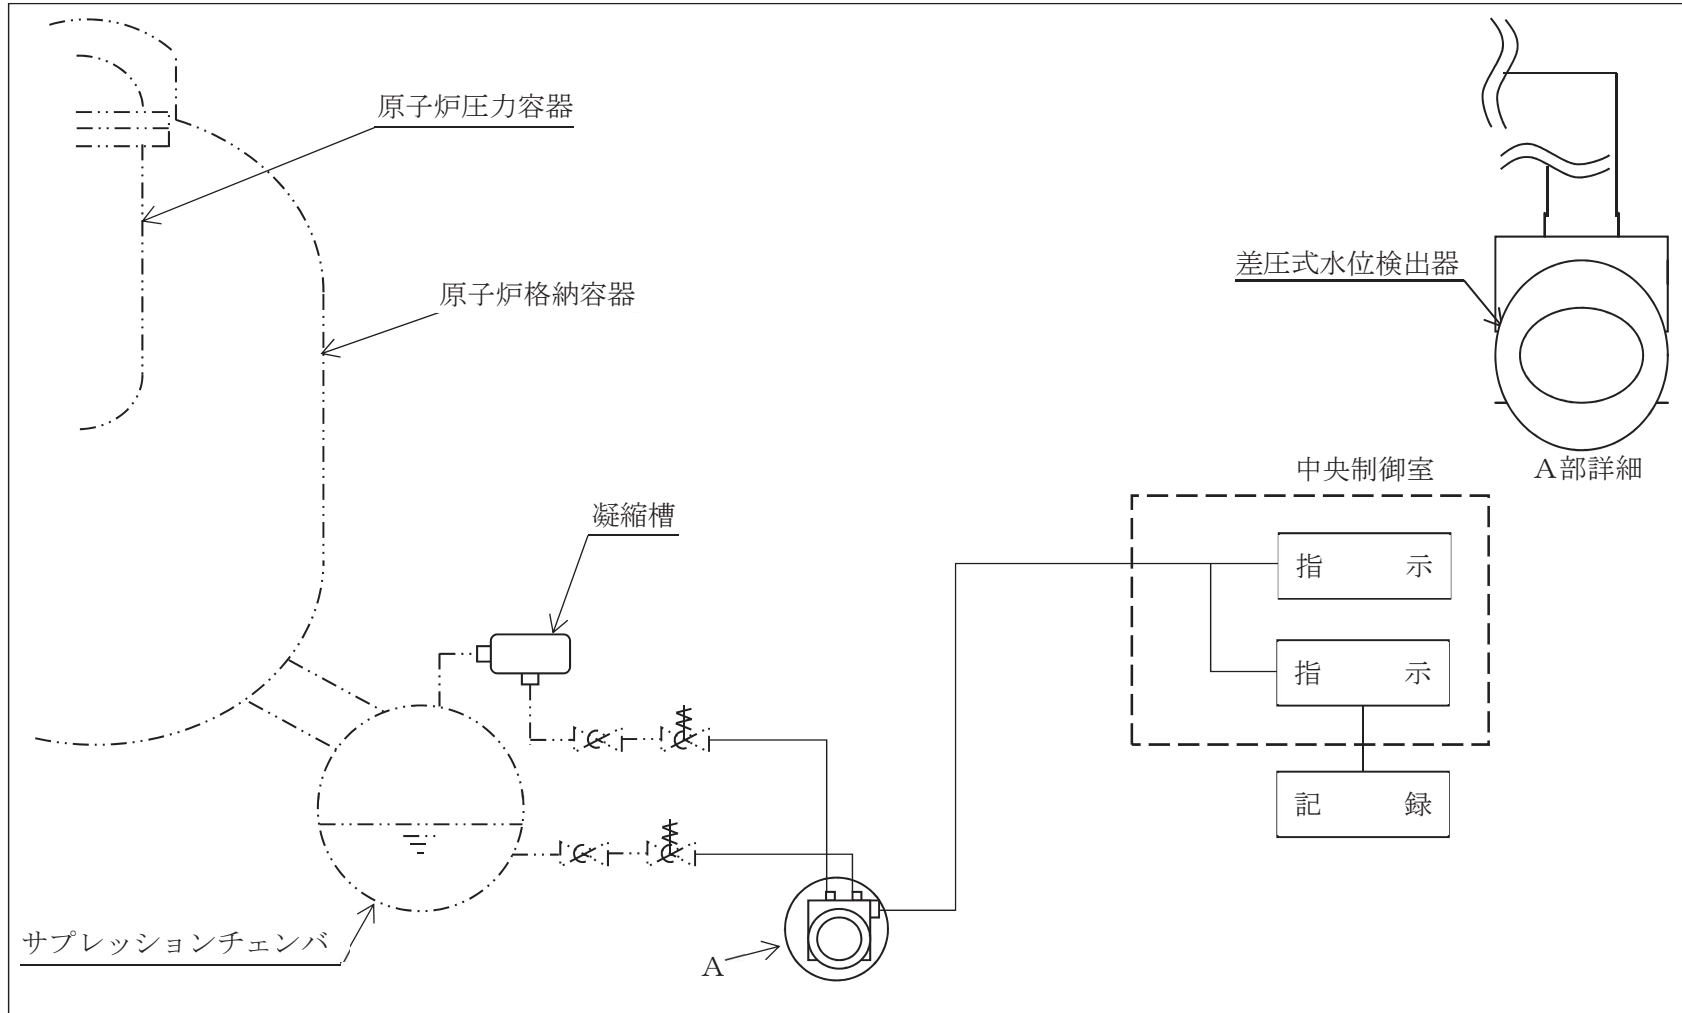 原子炉圧力容器
差圧式水位検出器
原子炉格納容器
A部詳細
中央制御室
凝縮槽
指 示
指 示
記 録
サプレッションチェンバ
A